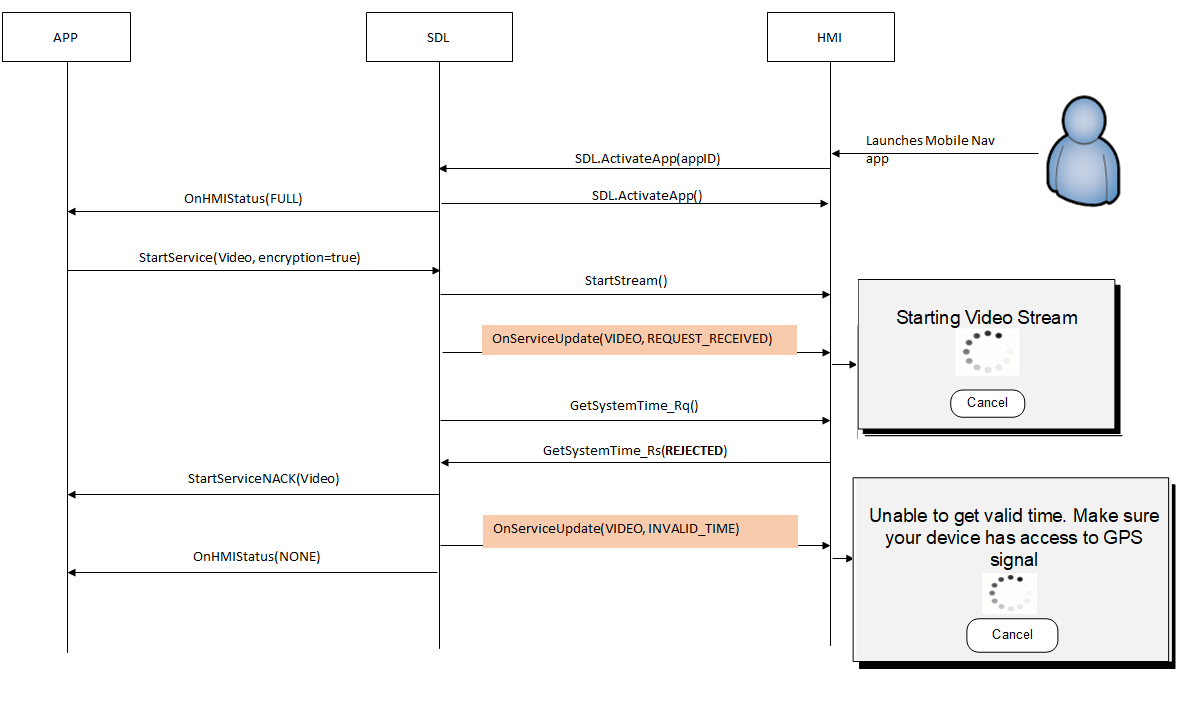 APP
SDL
HMI
Launches Mobile Nav
app
SDL.ActivateApp(appID)
OnHMIStatus(FULL)
SDL.ActivateApp()
StartService(Video, encryption=true)
StartStream()
Starting Video Stream
OnServiceUpdate(VIDEO, REQUEST_RECEIVED)
Cancel
GetSystemTime_Rq()
GetSystemTime_Rs(REJECTED)
StartServiceNACK(Video)
OnServiceUpdate(VIDEO, INVALID_TIME)
Unable to get valid time. Make sure
your device has access to GPS
signal
OnHMIStatus(NONE)
Cancel